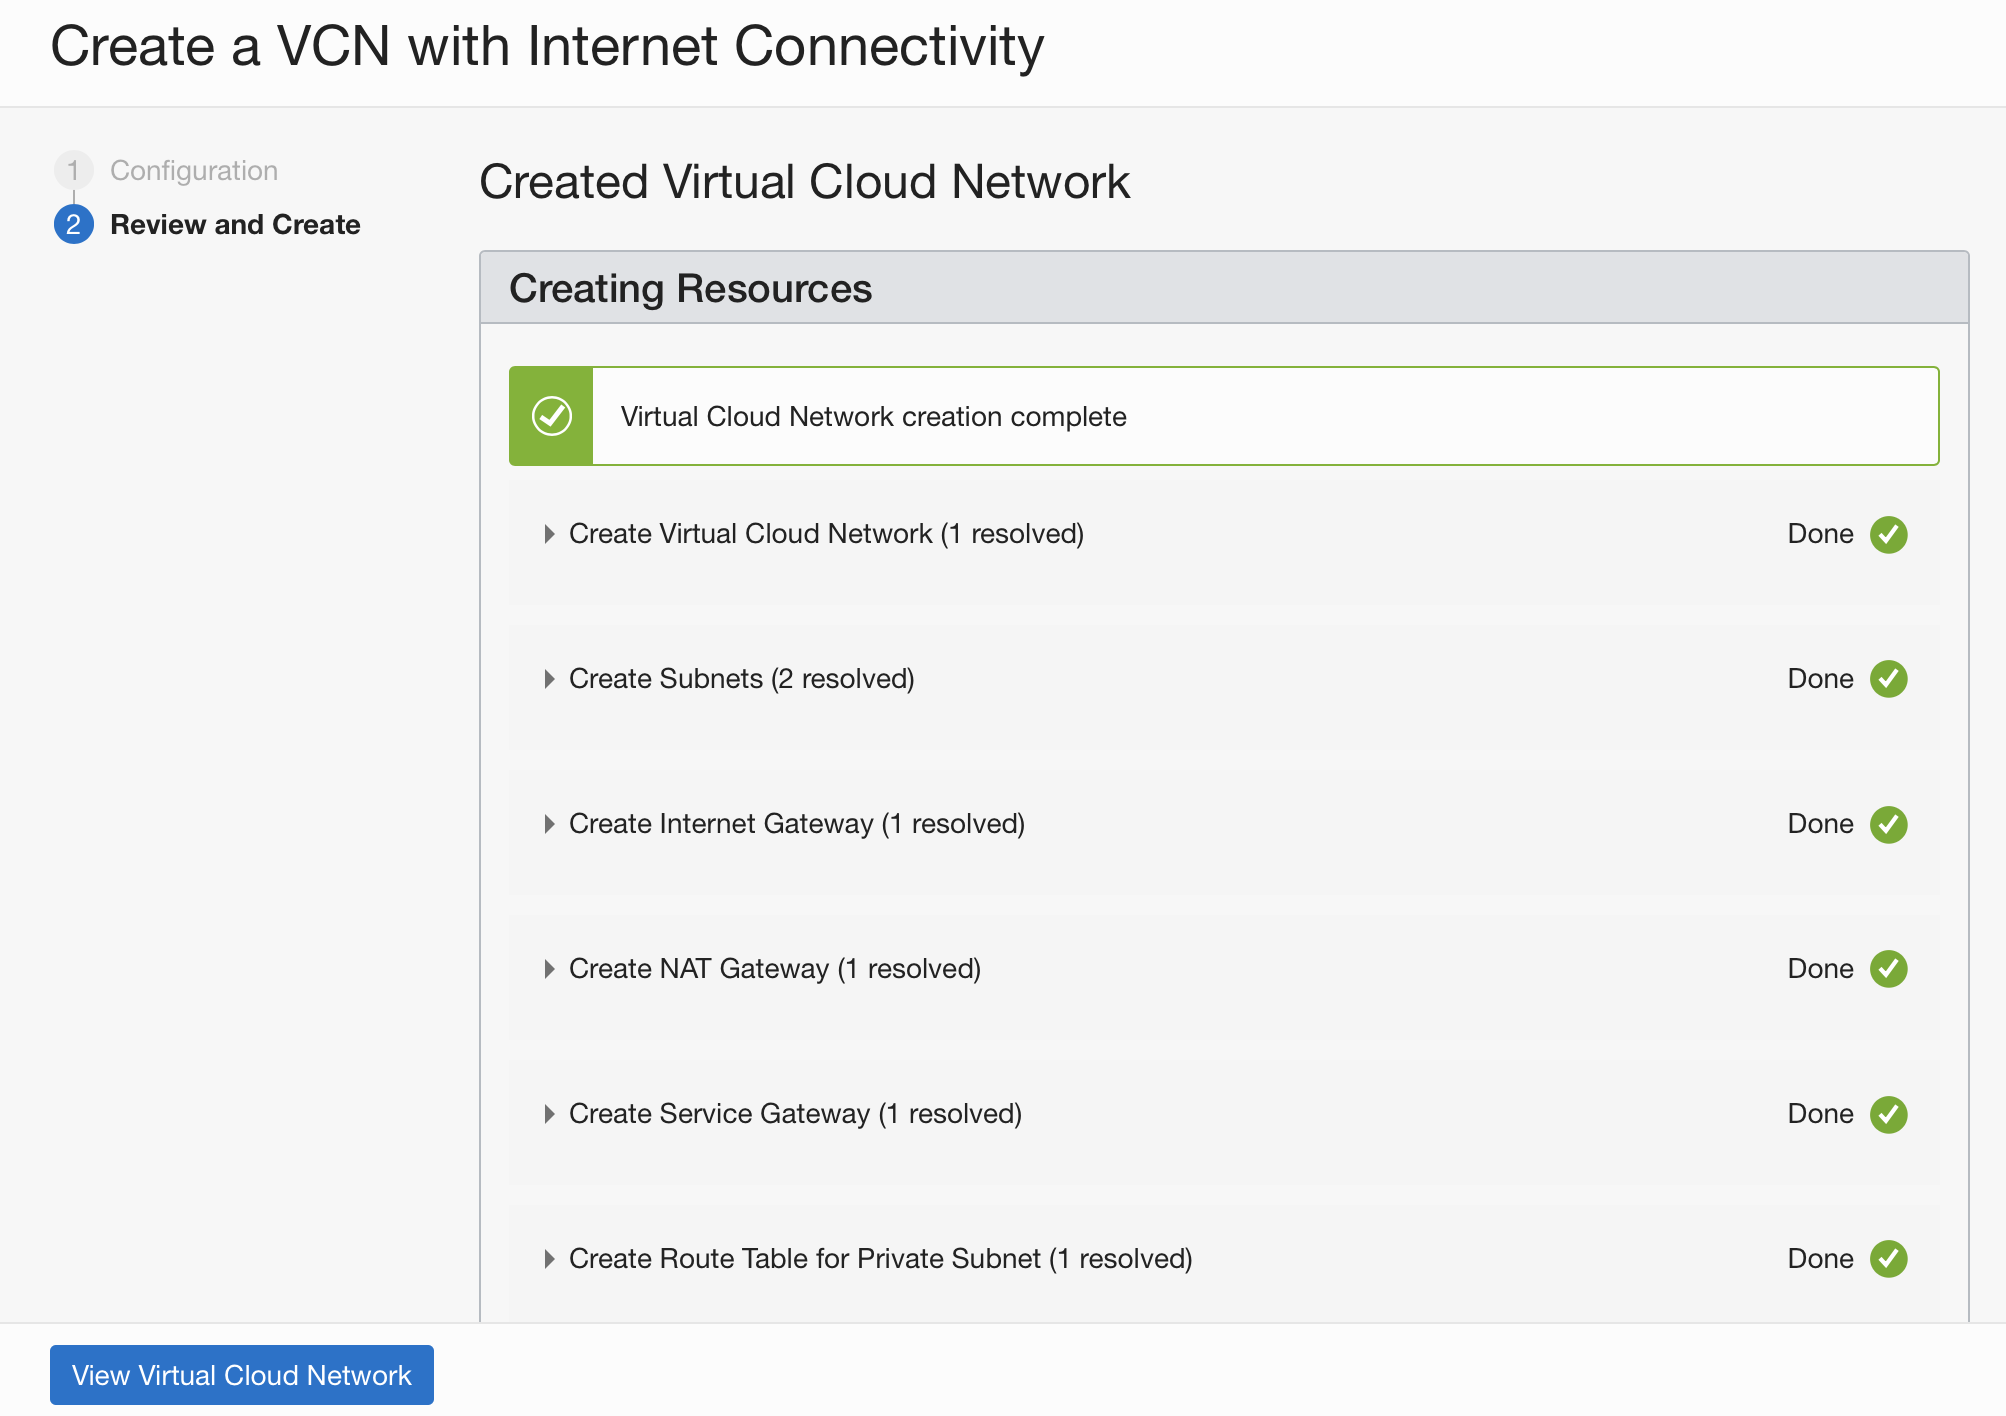 Create a VCN with Internet Connectivity
1 Configuration
2 Review and Create
Created Virtual Cloud Network
Creating Resources
Virtual Cloud Network creation complete
Create Virtual Cloud Network (1 resolved) Done
Create Subnets (2 resolved) Done
Create Internet Gateway (1 resolved) Done
Create NAT Gateway (1 resolved) Done
Create Service Gateway (1 resolved) Done
Create Route Table for Private Subnet (1 resolved) Done
View Virtual Cloud Network